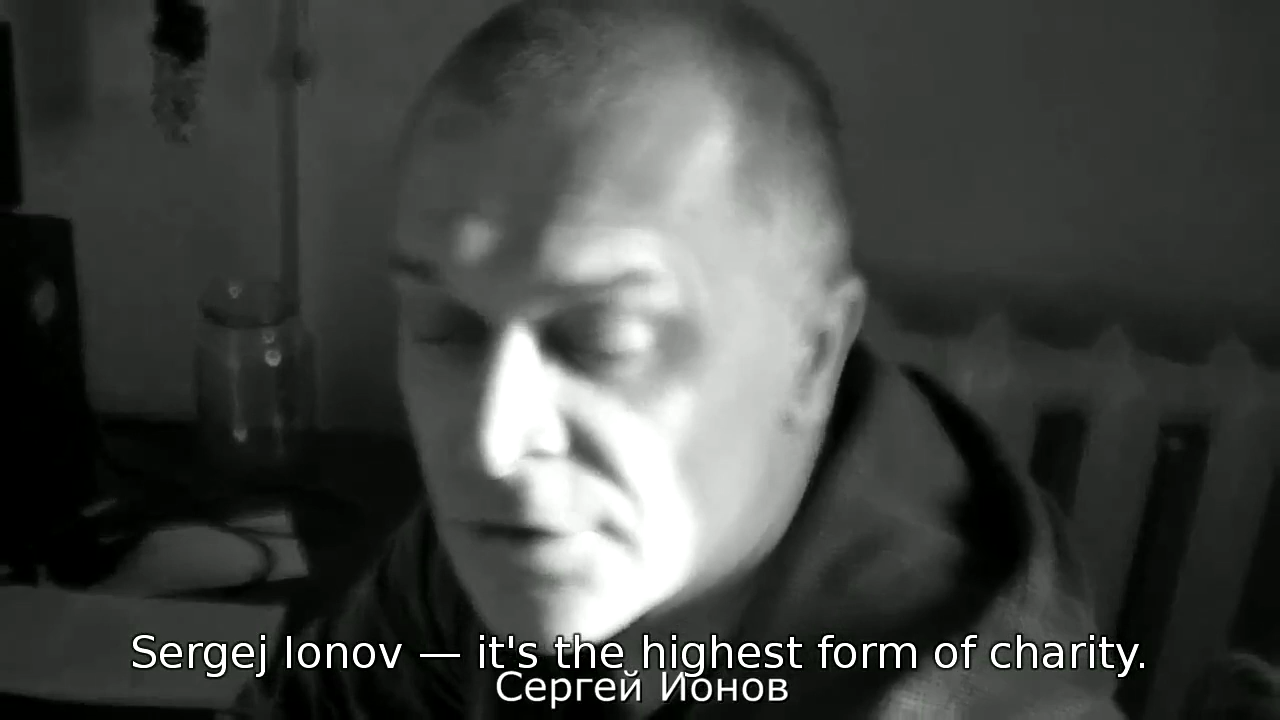 Sergej Ionov — it's the highest form of charity.
Сергей Ионов